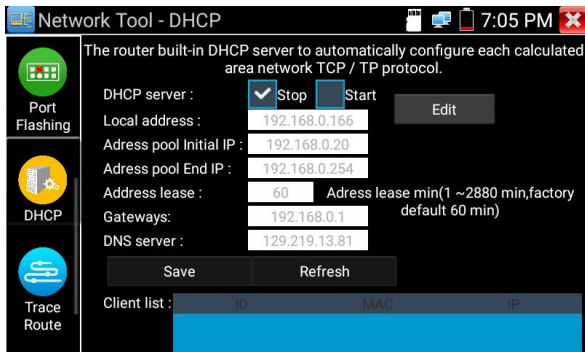 Network Tool - DHCP 7:05 PM
The router built-in DHCP server to automatically configure each calculated
area network TCP / TP protocol.
Port
Flashing
DHCP
Trace
Route
DHCP server : Stop Start
Edit
Local address : 192.168.0.166
Adress pool Initial IP : 192.168.0.20
Adress pool End IP : 192.168.0.254
Address lease : 60 Adress lease min(1 ~2880 min,factory
default 60 min)
Gateways: 192.168.0.1
DNS server : 129.219.13.81
Save Refresh
Client list : ID MAC IP